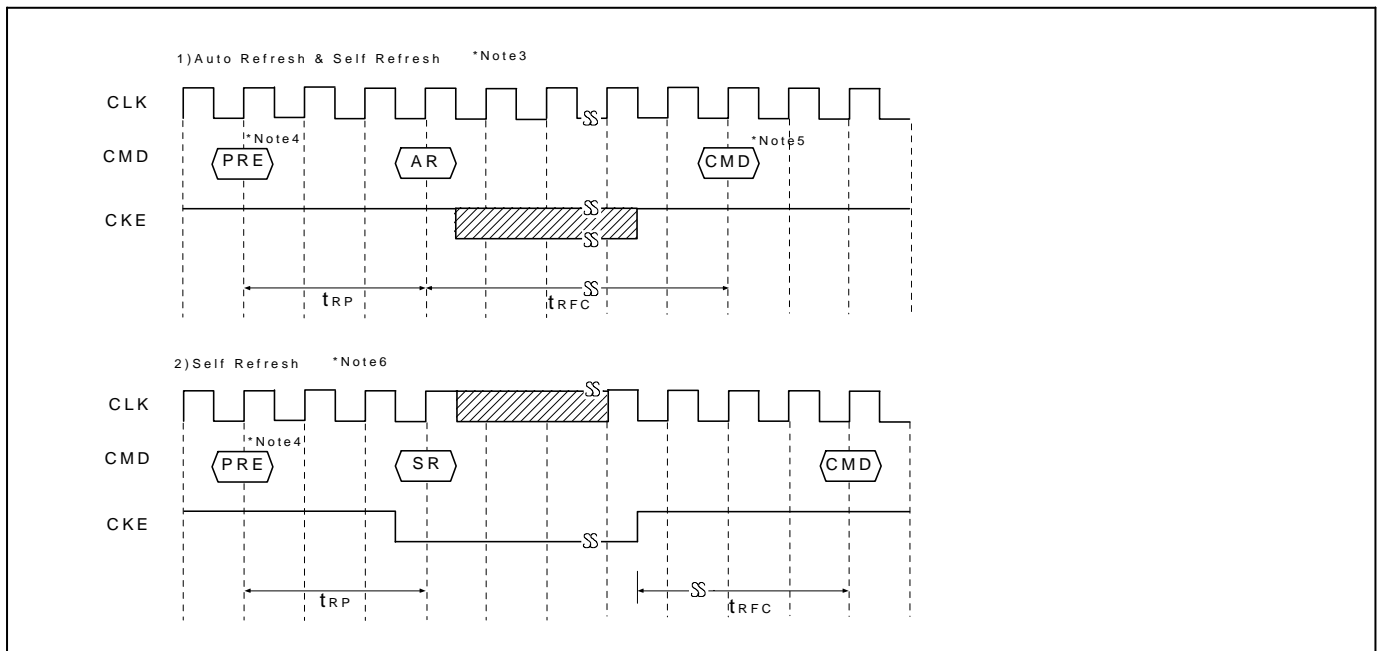 1)Auto Refresh & Self Refresh *Note3
CLK
*Note4
*Note5
CMD PRE AR CMD
CKE
tRP tRFC
2)Self Refresh *Note6
CLK
*Note4
CMD PRE SR CMD
CKE
tRP tRFC